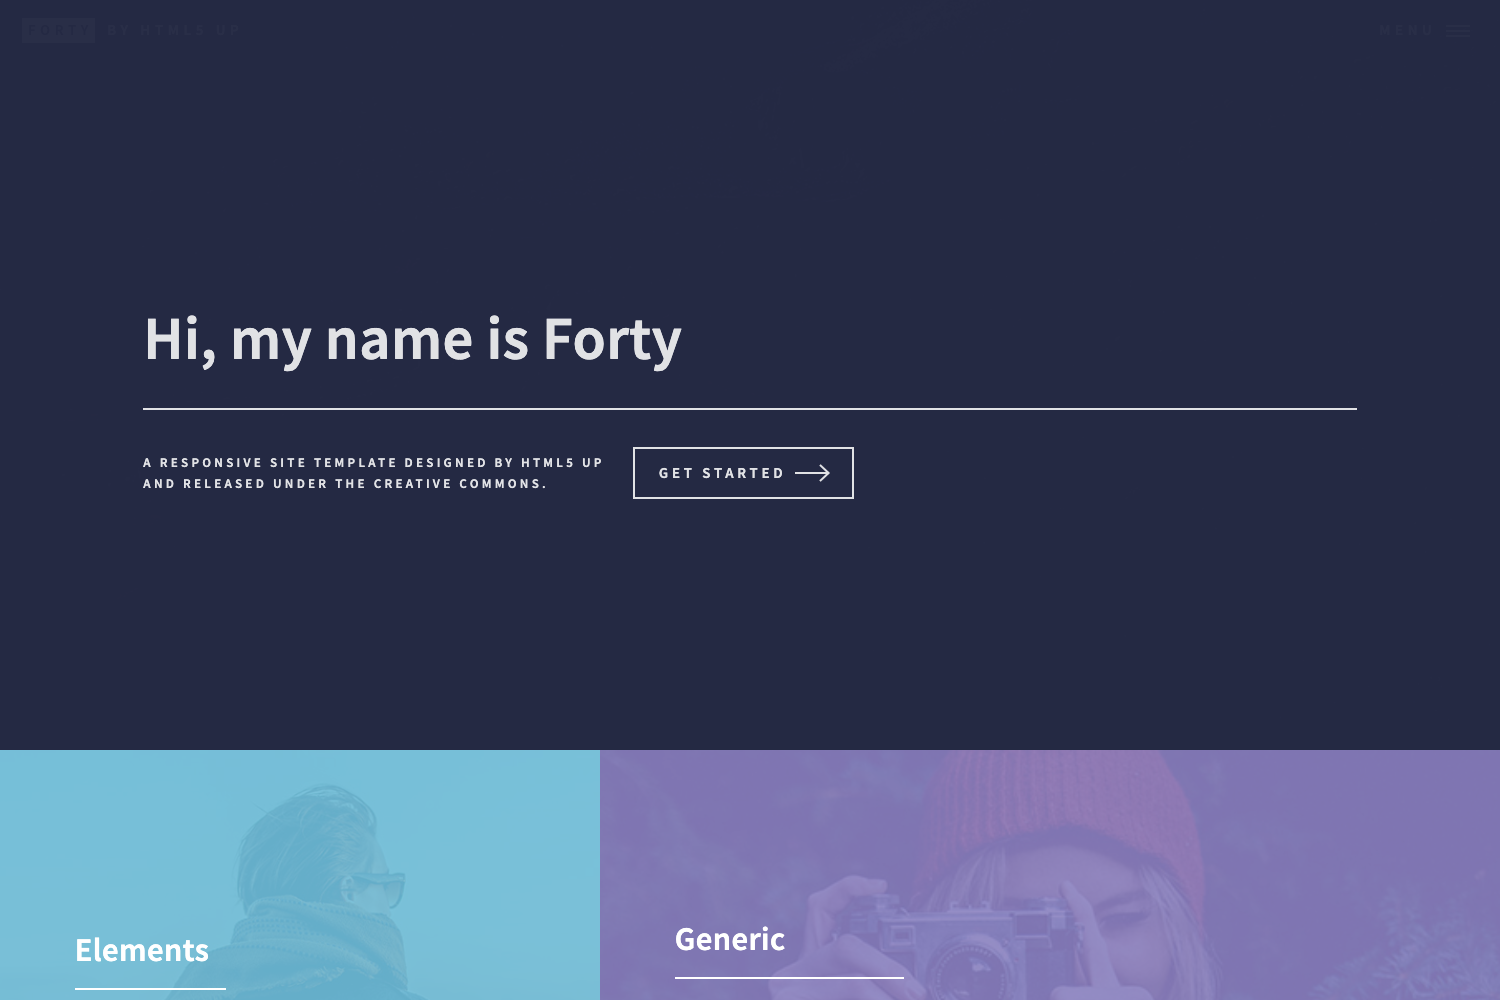 FORTY BY HTML5 UP
MENU
Hi, my name is Forty
A RESPONSIVE SITE TEMPLATE DESIGNED BY HTML5 UP
AND RELEASED UNDER THE CREATIVE COMMONS.
GET STARTED
Elements
Generic